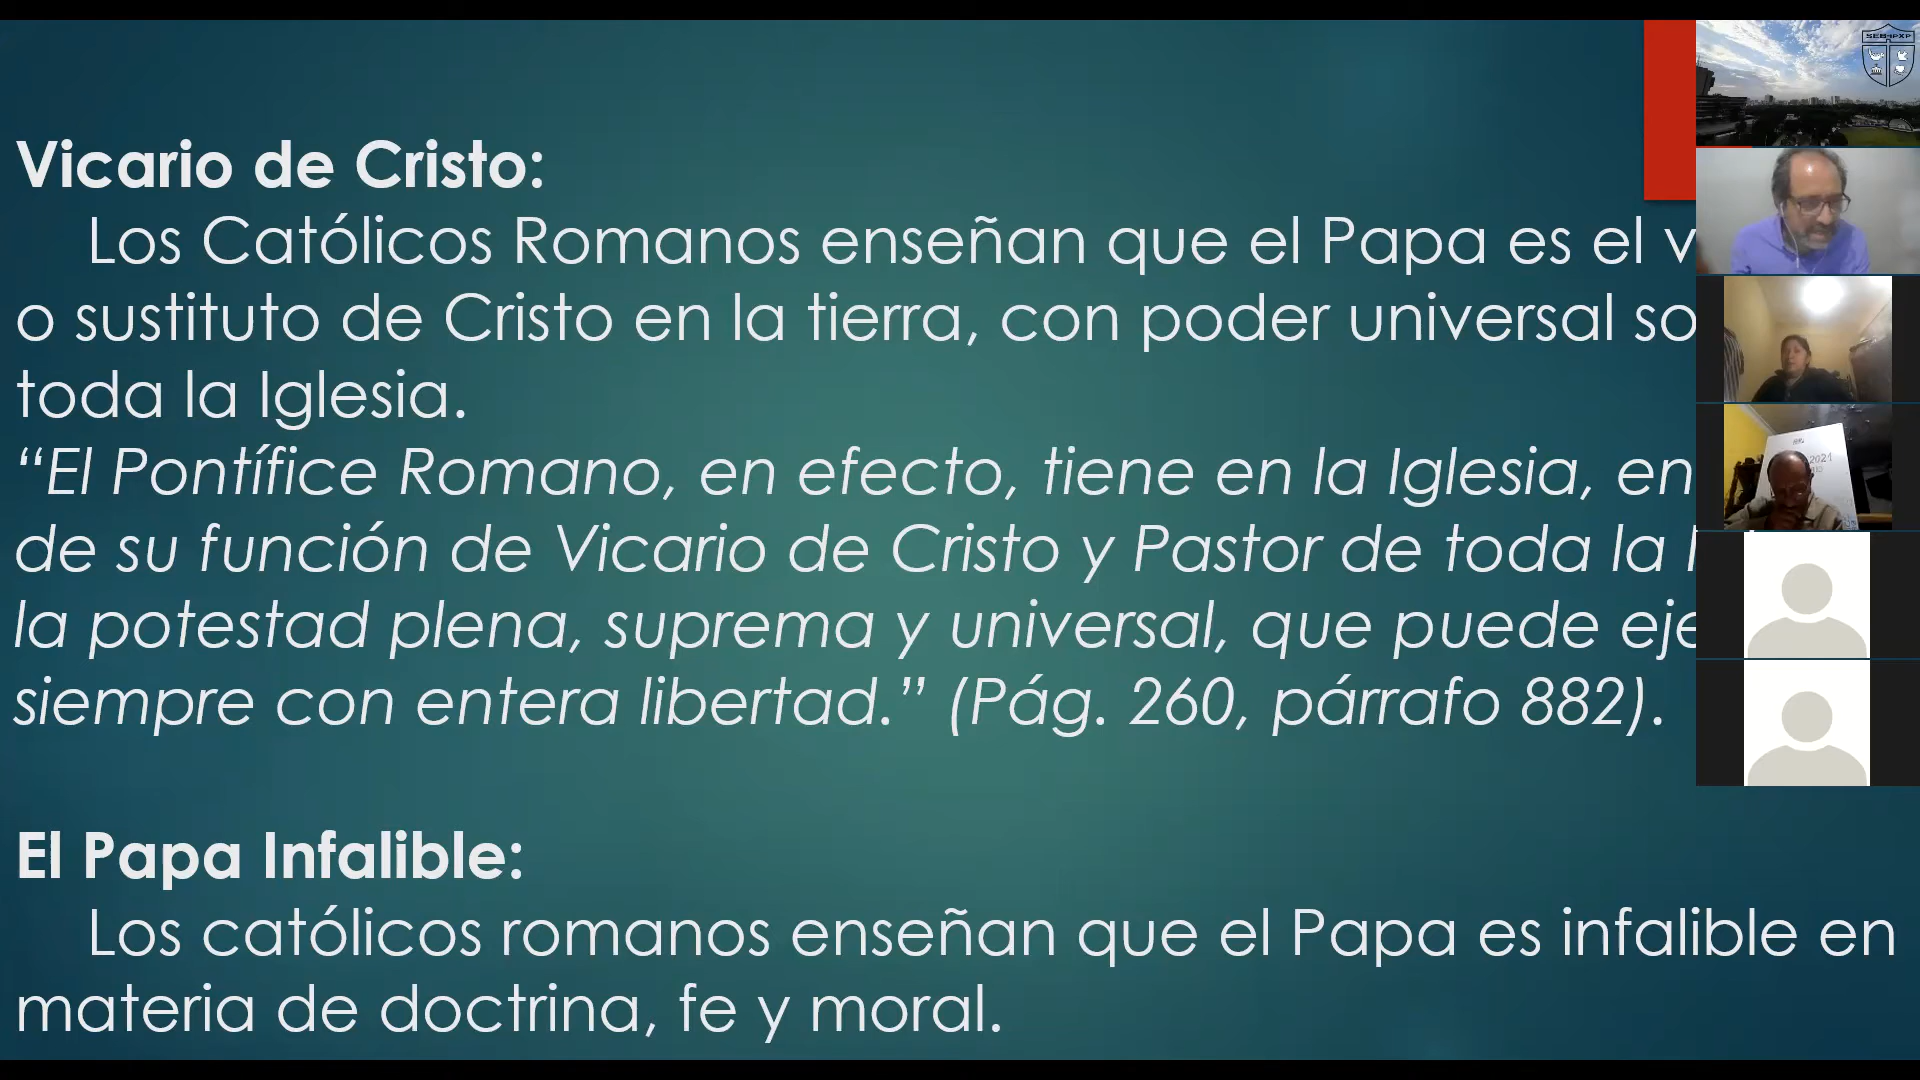 Vicario de Cristo:
Los Católicos Romanos enseñan que el Papa es el v
o sustituto de Cristo en la tierra, con poder universal so
toda la Iglesia.
“El Pontífice Romano, en efecto, tiene en la Iglesia, en
de su función de Vicario de Cristo y Pastor de toda la I
la potestad plena, suprema y universal, que puede eje
siempre con entera libertad.” (Pág. 260, párrafo 882).
El Papa Infalible:
Los católicos romanos enseñan que el Papa es infalible en
materia de doctrina, fe y moral.
2021